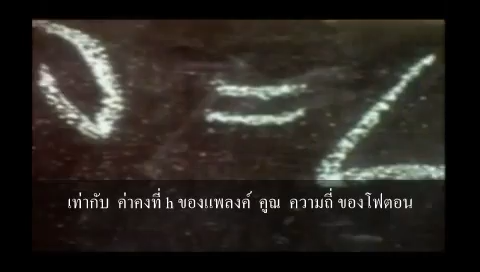 =
เท่ากับ ค่าคงที่ h ของแพลงค์ คูณ ความถี่ ของโฟตอน